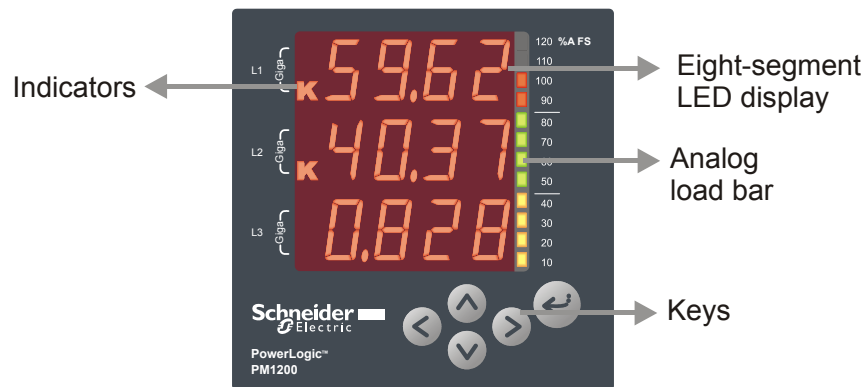 120 %A FS
L1
Giga
K 59.62
110
100
90
Eight-segment
LED display
Indicators
80
L2
Giga
K 40.37
70
50
Analog
load bar
40
L3
Giga
0.828
30
20
10
Schneider
Electric
Keys
PowerLogic™
PM1200